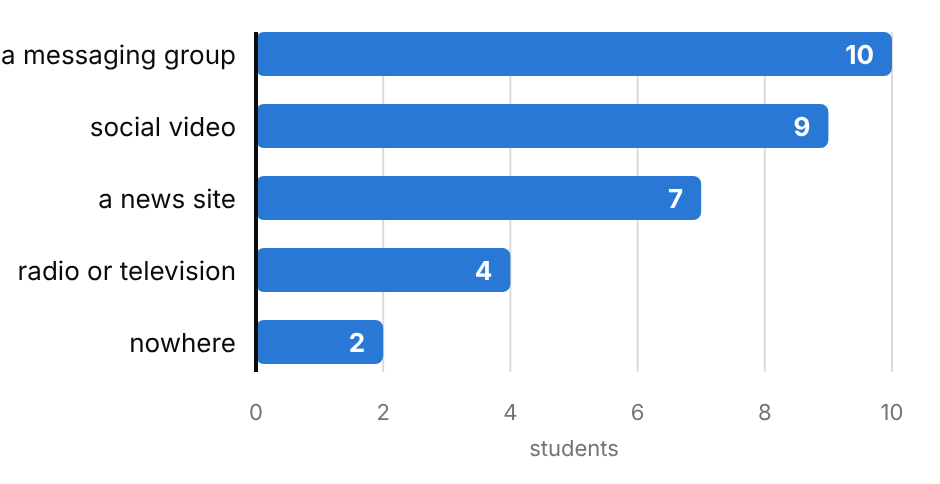 a messaging group 10
social video 9
a news site 7
radio or television 4
nowhere 2
0 2 4 6 8 10
students